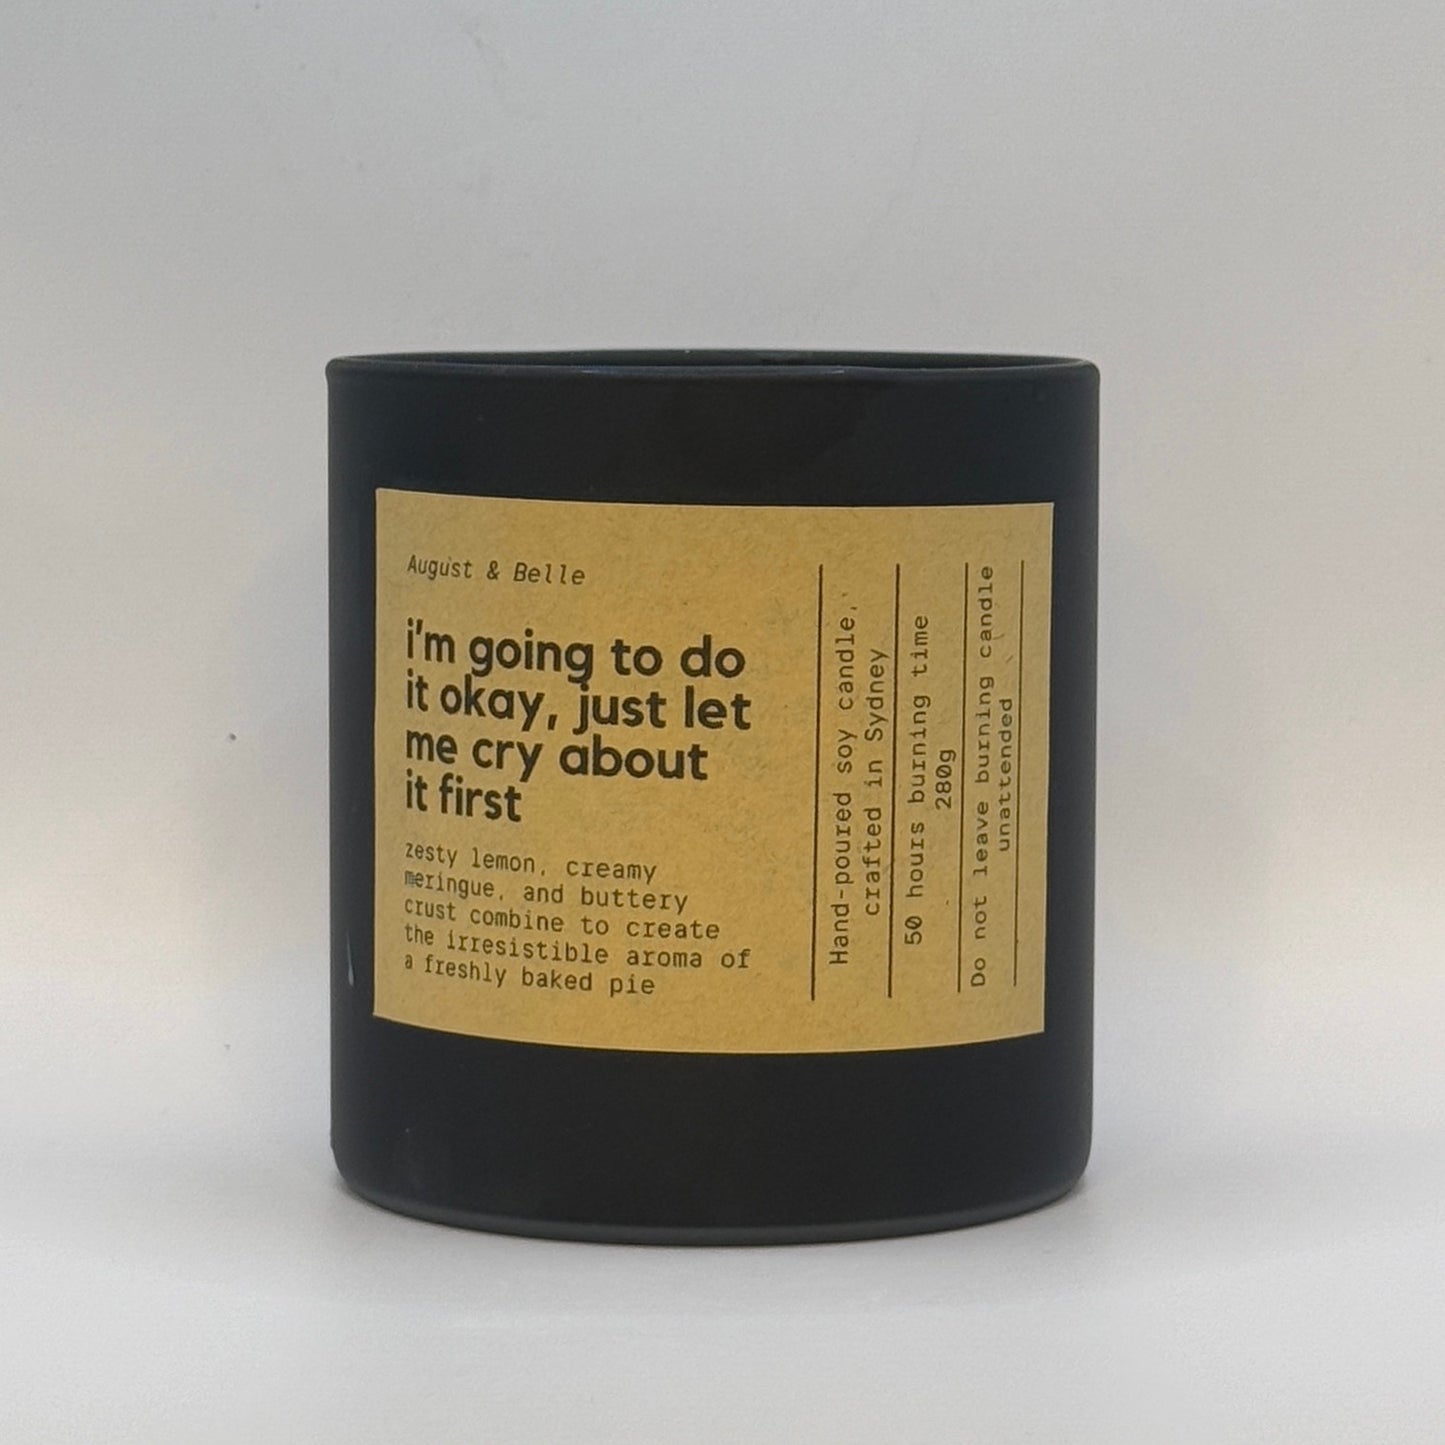 August & Belle
i'm going to do
it okay, just let
me cry about
it first
zesty lemon, creamy
meringue, and buttery
crust combine to create
the irresistible aroma of
a freshly baked pie
Hand-poured soy candle,
crafted in Sydney
50 hours burning time
280g
Do not leave burning candle
unattended